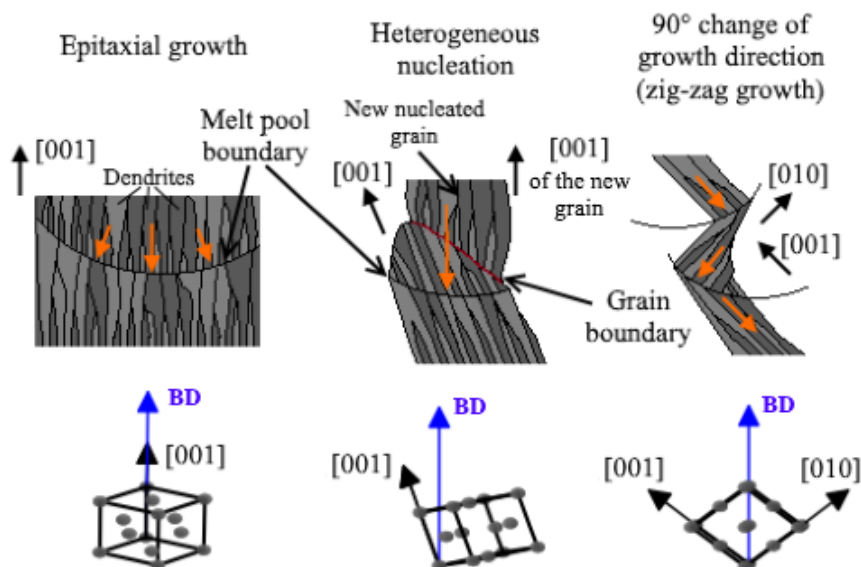 Epitaxial growth
Heterogeneous
nucleation
90° change of
growth direction
(zig-zag growth)
[001]
Dendrites
Melt pool
boundary
New nucleated
grain
[001]
[001]
of the new
grain
Grain
boundary
[010]
[001]
BD
[001]
BD
[001]
BD
[001]
[010]